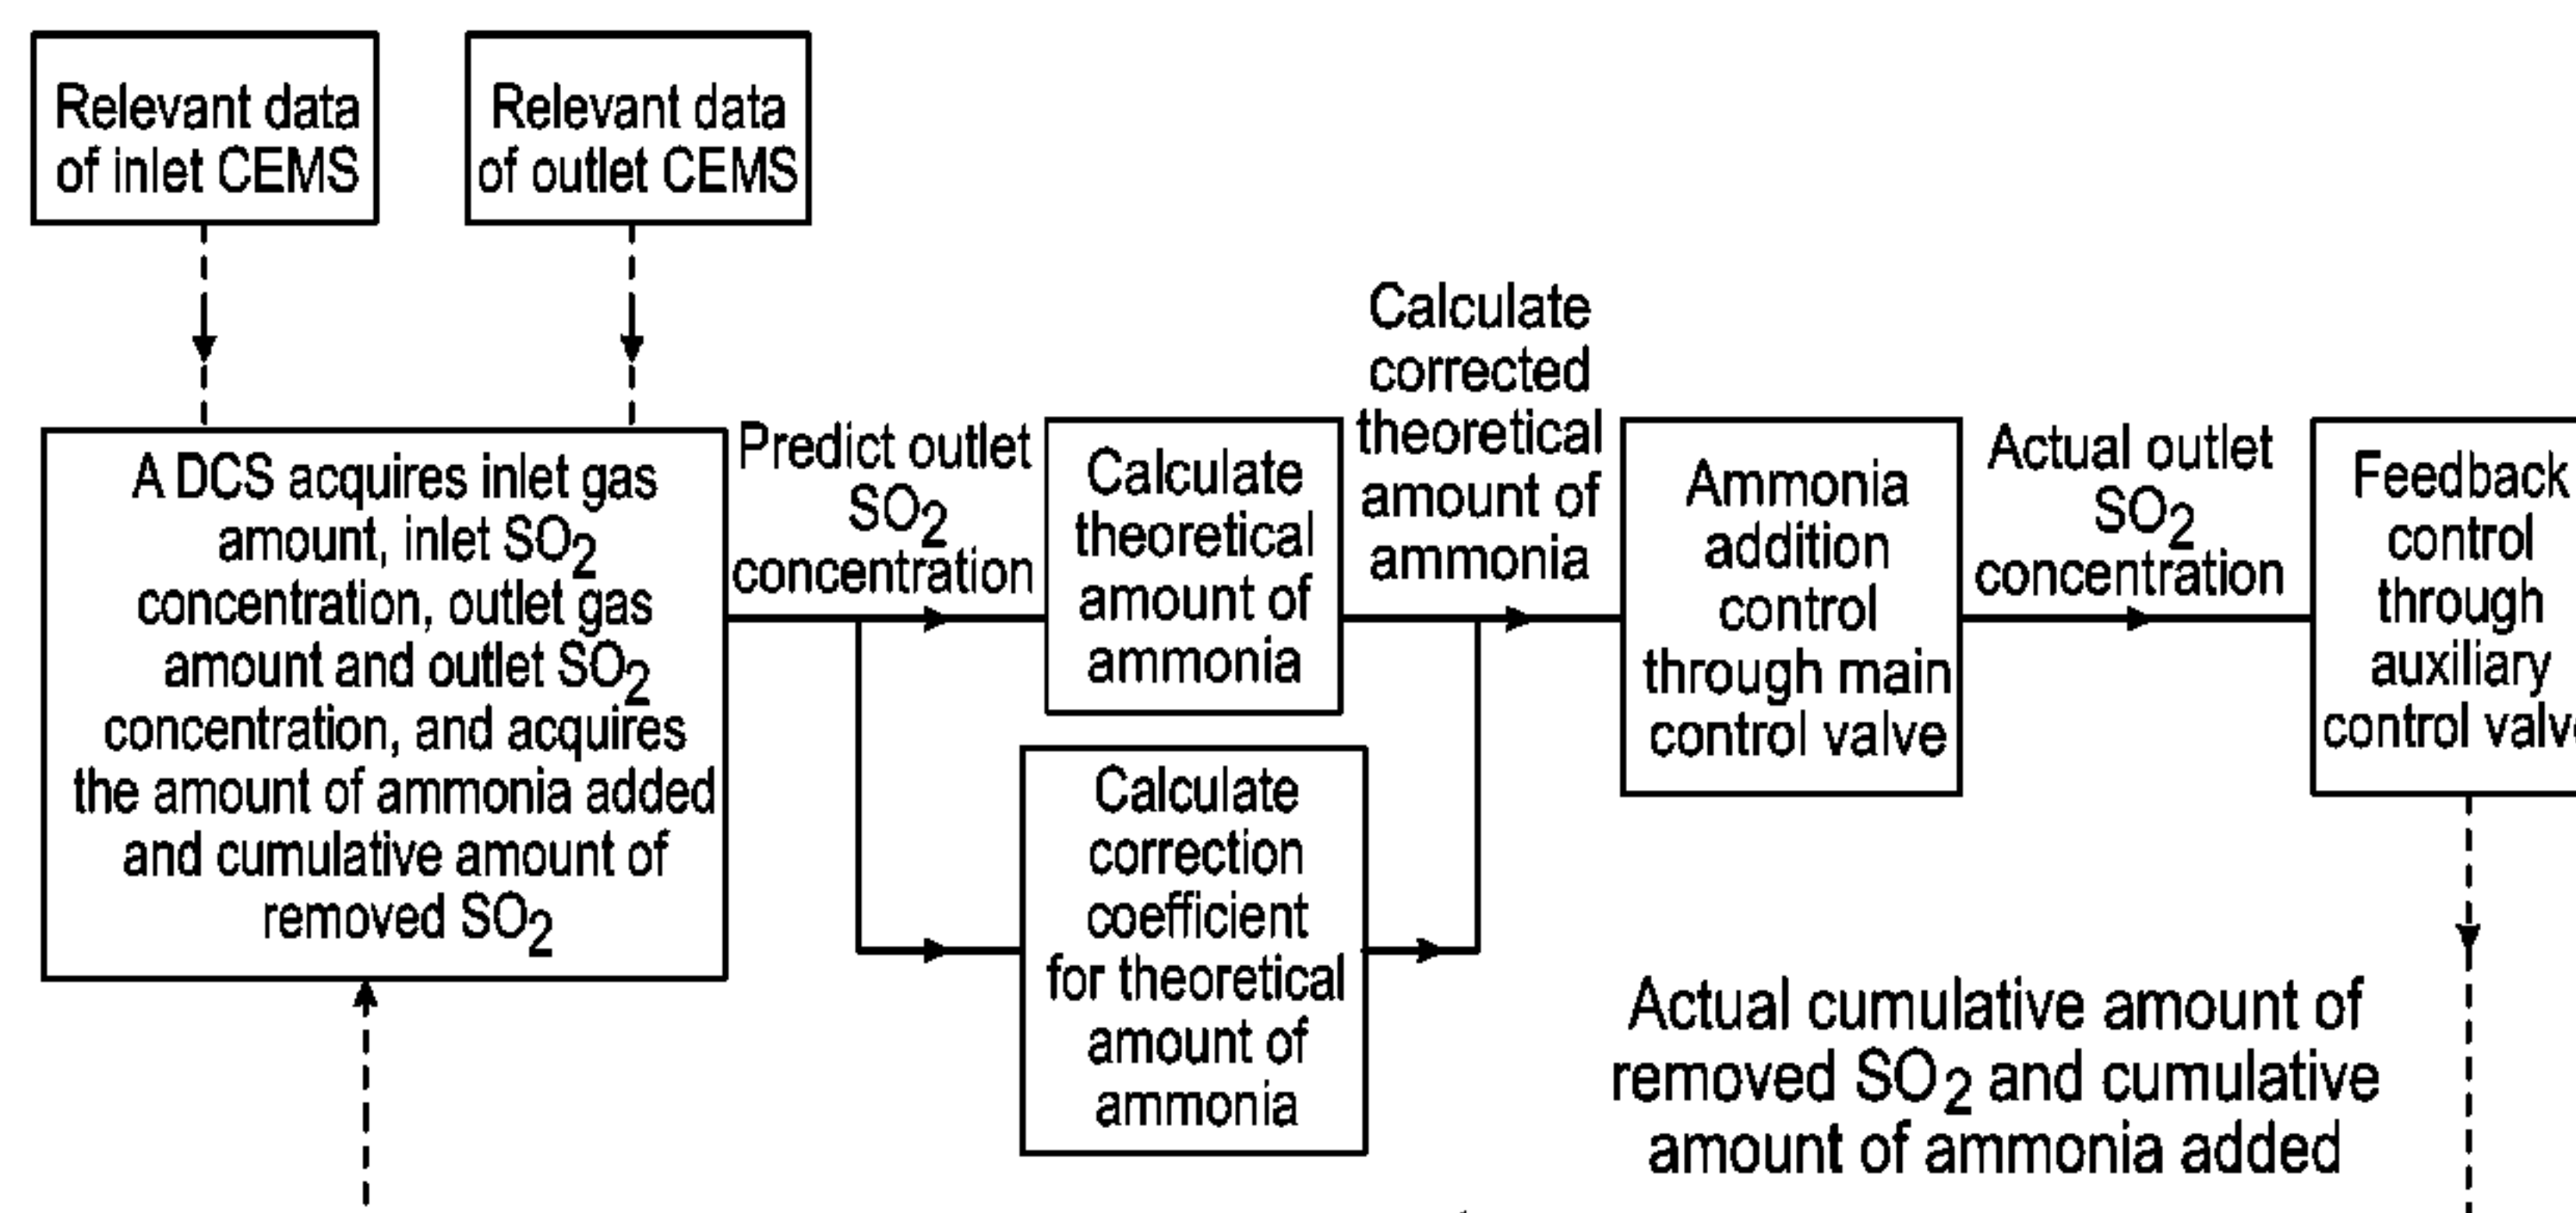 Relevant data
of inlet CEMS
Relevant data
of outlet CEMS
A DCS acquires inlet gas
amount, inlet SO2
concentration, outlet gas
amount and outlet SO2
concentration, and acquires
the amount of ammonia added
and cumulative amount of
removed SO2
Predict outlet
SO2
concentration
Calculate
theoretical
amount of
ammonia
Calculate
correction
coefficient
for theoretical
amount of
ammonia
Calculate
corrected
theoretical
amount of
ammonia
Ammonia
addition
control
through main
control valve
Actual outlet
SO2
concentration
Feedback
control
through
auxiliary
control valve
Actual cumulative amount of
removed SO2 and cumulative
amount of ammonia added